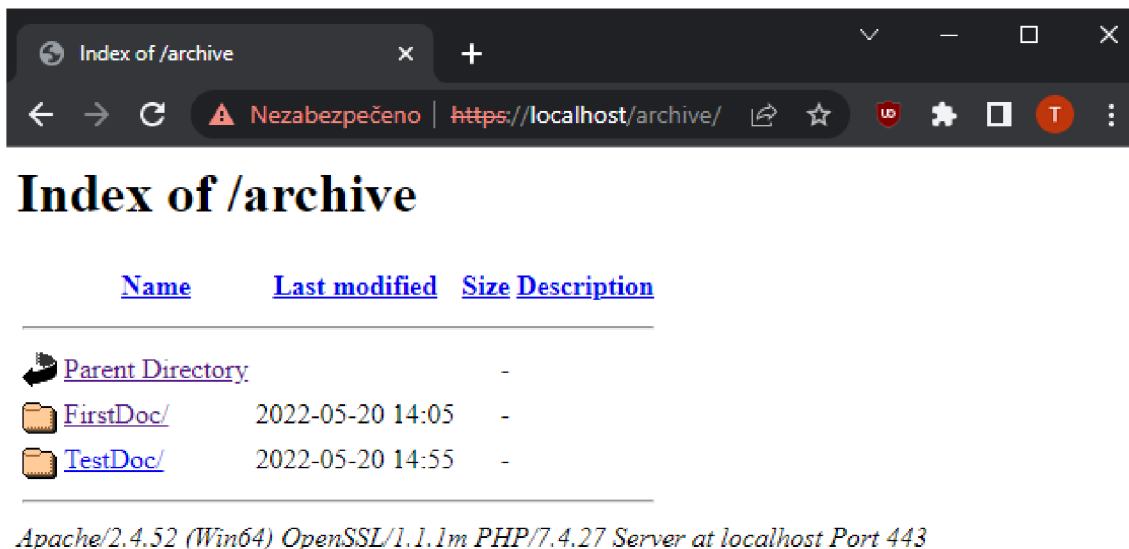 Index of /archive
Nezabezpečeno | https://localhost/archive/
UD
T
Index of /archive
Name Last modified Size Description
Parent Directory -
FirstDoc/ 2022-05-20 14:05 -
TestDoc/ 2022-05-20 14:55 -
Apache/2.4.52 (Win64) OpenSSL/1.1.1m PHP/7.4.27 Server at localhost Port 443